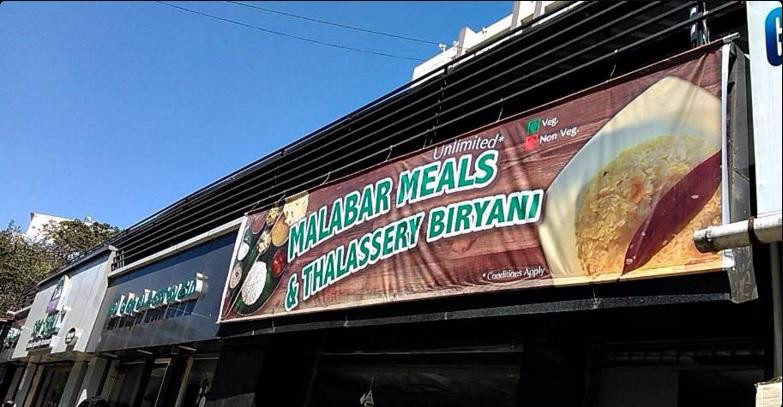 Unlimited*
MALABAR MEALS
& THALASSERY BIRYANI
Veg.
Non Veg.
*Conditions Apply